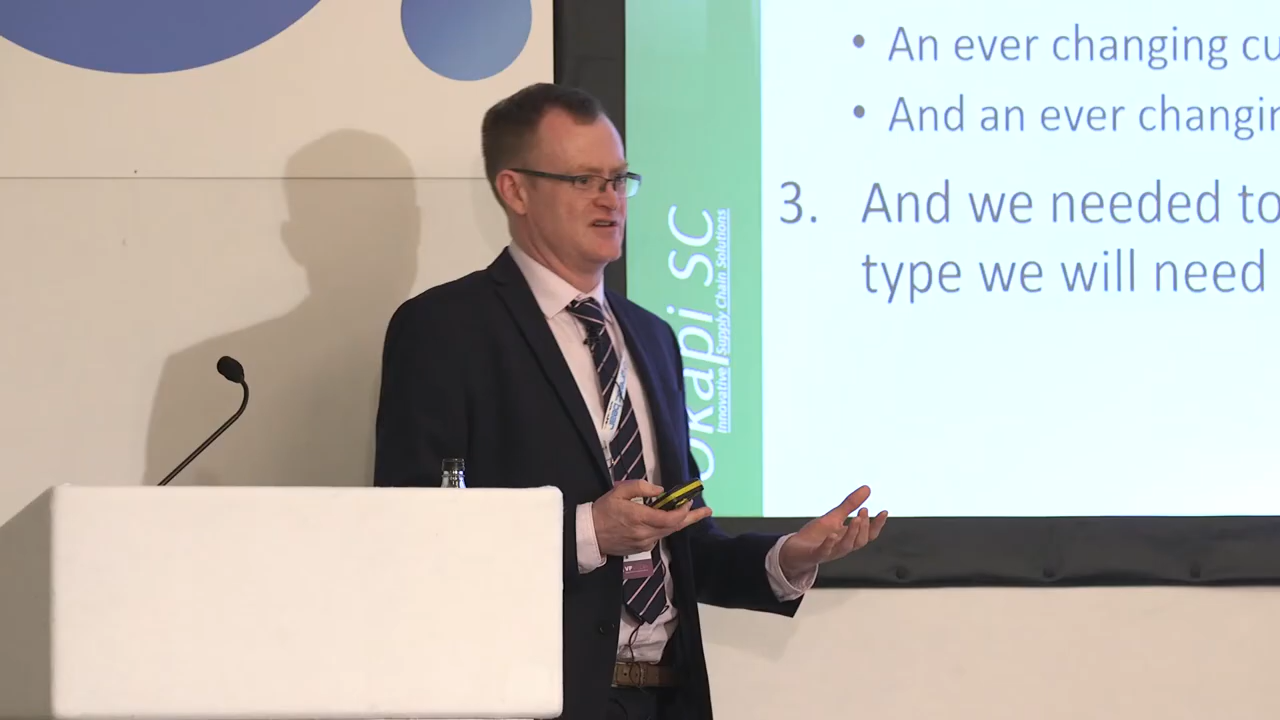 An ever changing cu
And an ever changin
3. And we needed to
type we will need
Okapi SC
Innovative Supply Chain Solutions
VF